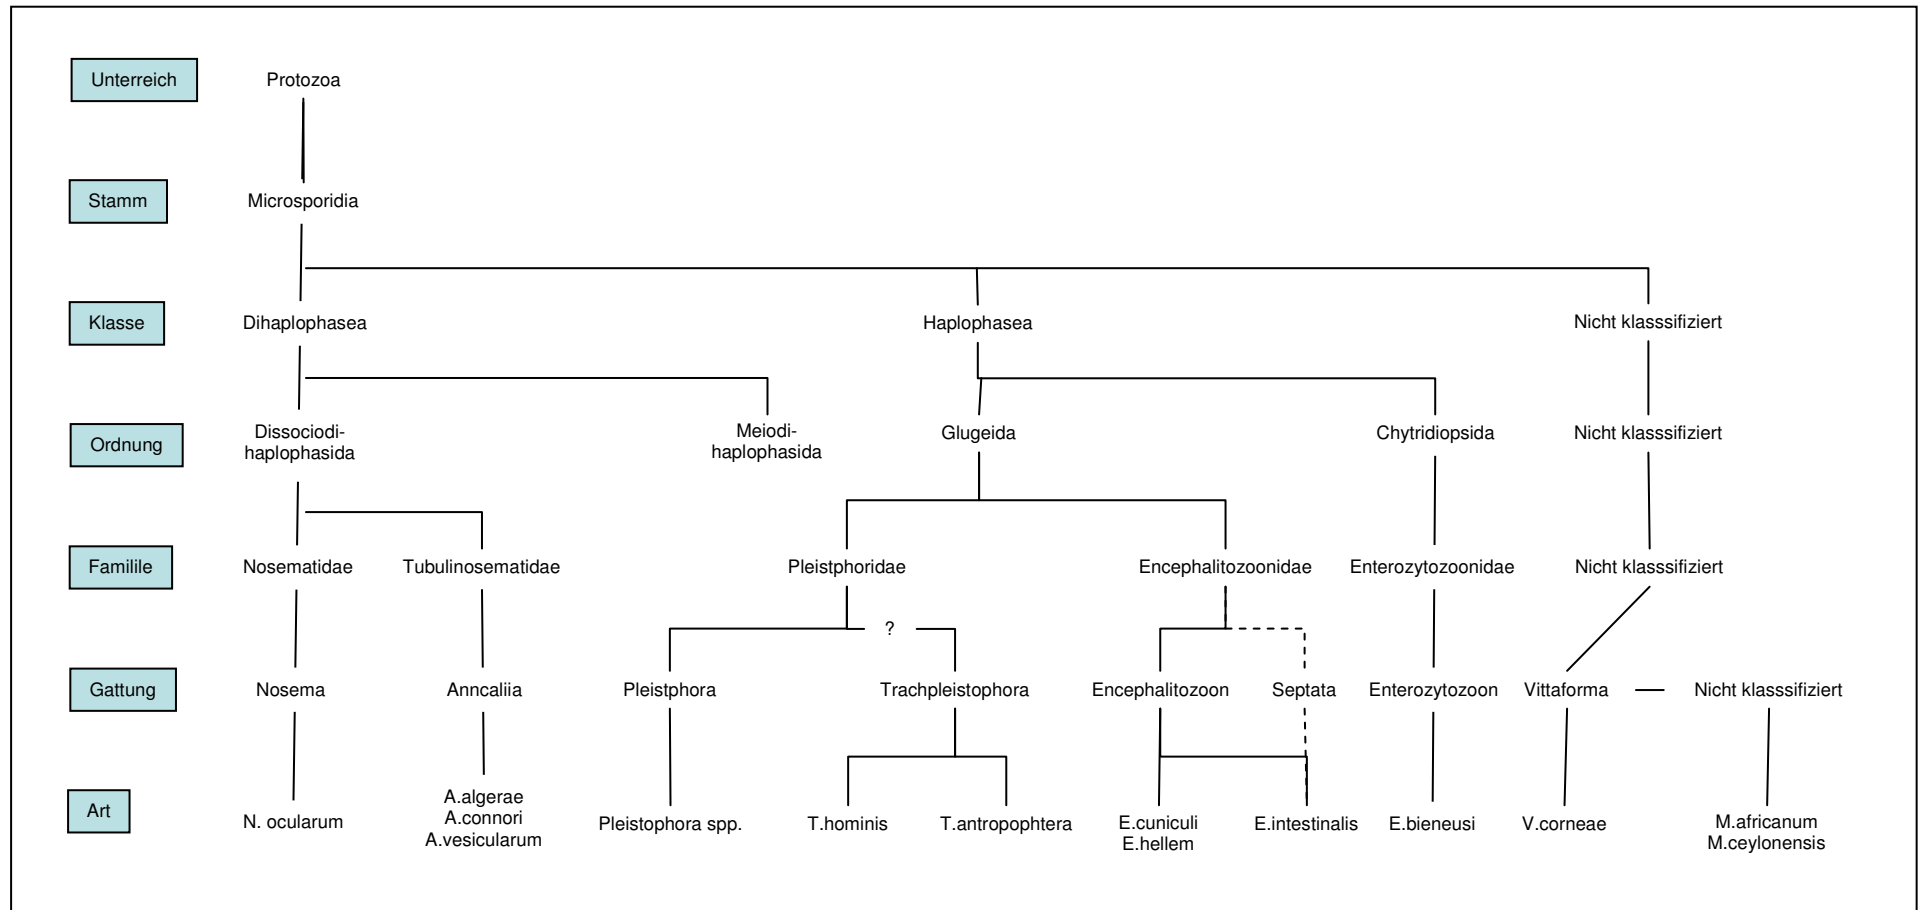 Unterreich Protozoa
Stamm Microsporidia
Klasse Dihaplophasea Haplophasea Nicht klasssifiziert
Ordnung Dissociodi- Meiodi- Glugeida Chytridiopsida Nicht klasssifiziert
haplophasida haplophasida
Familile Nosematidae Tubulinosematidae Pleistphoridae Encephalitozoonidae Enterozytozoonidae Nicht klasssifiziert
?
Gattung Nosema Anncaliia Pleistphora Trachpleistophora Encephalitozoon Septata Enterozytozoon Vittaforma Nicht klasssifiziert
Art N. ocularum A.algerae Pleistophora spp. T.hominis T.antropophtera E.cuniculi E.intestinalis E.bieneusi V.corneae M.africanum
A.connori E.hellem M.ceylonensis
A.vesicularum